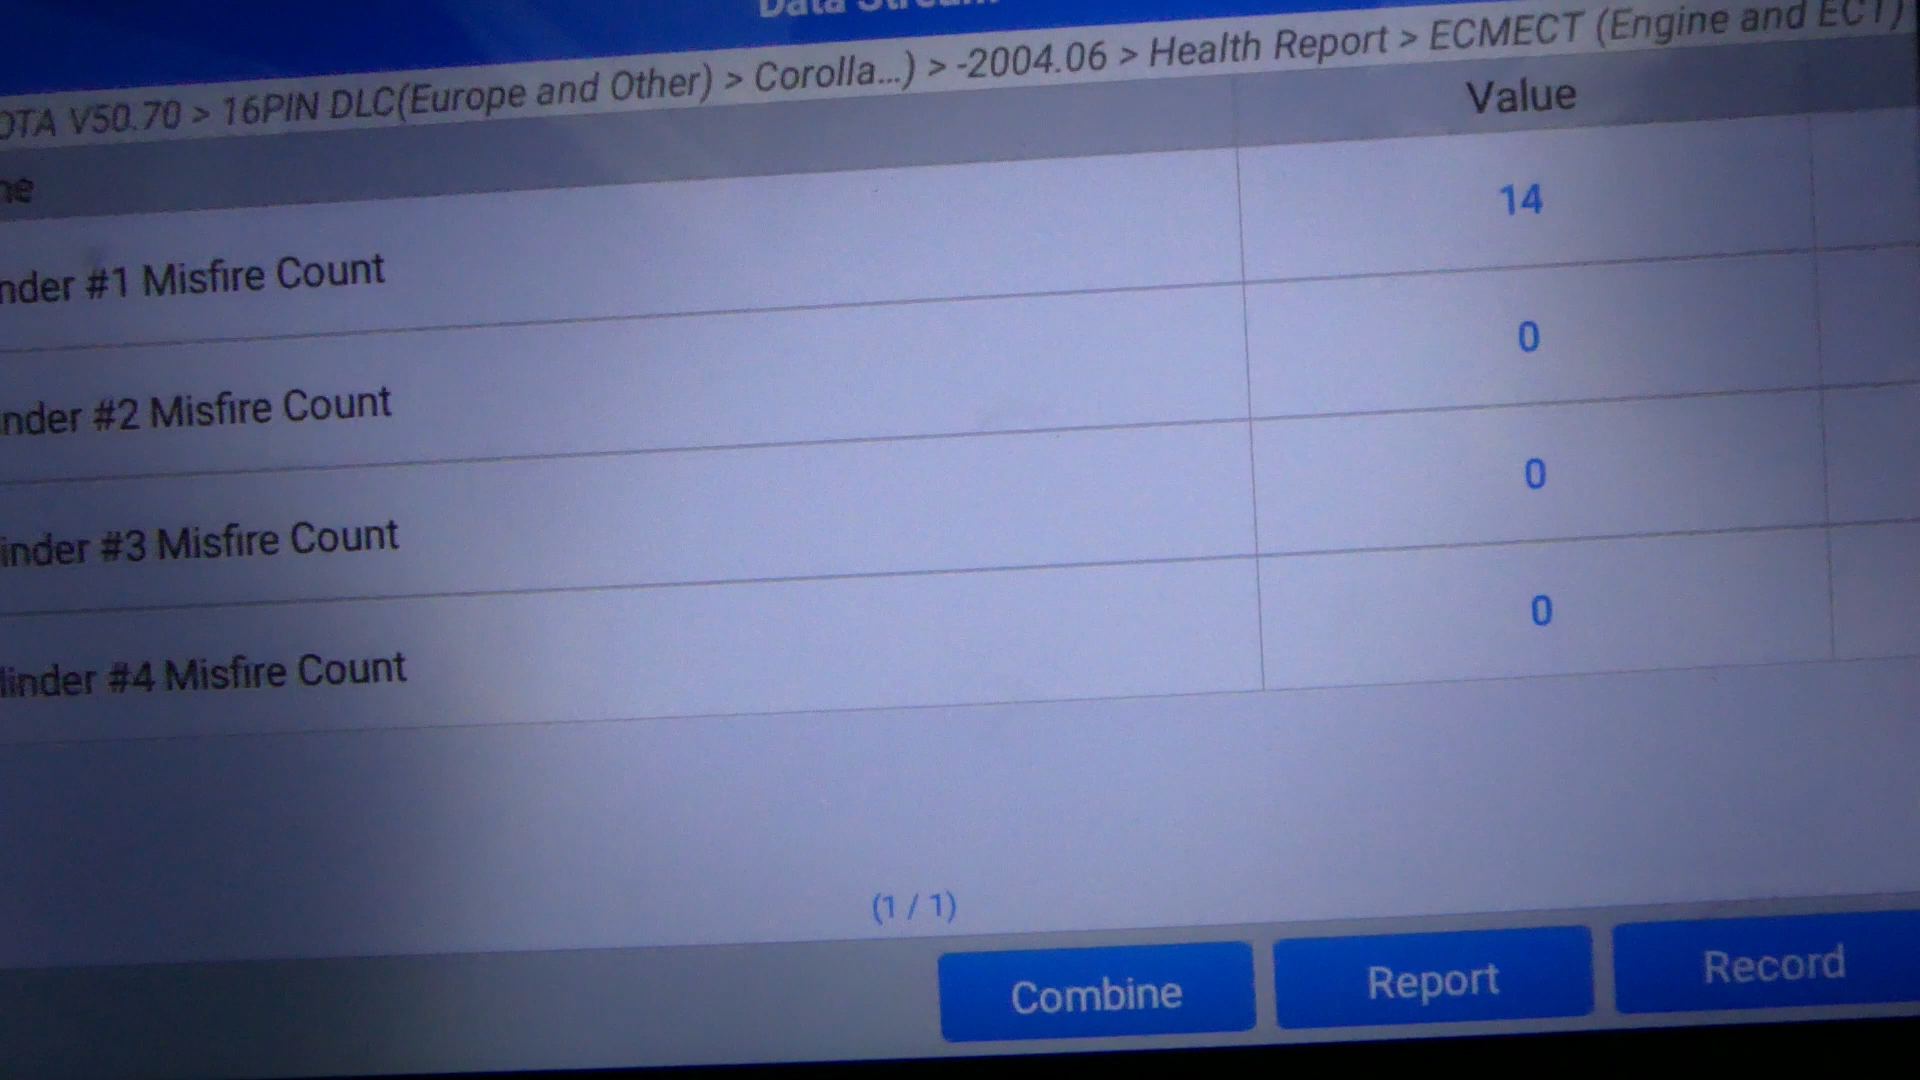 Data Stream
OTA V50.70 > 16PIN DLC(Europe and Other) > Corolla...) > -2004.06 > Health Report > ECMECT (Engine and ECT)
Value
nder #1 Misfire Count 14
nder #2 Misfire Count 0
inder #3 Misfire Count 0
linder #4 Misfire Count 0
(1 / 1)
Combine Report Record